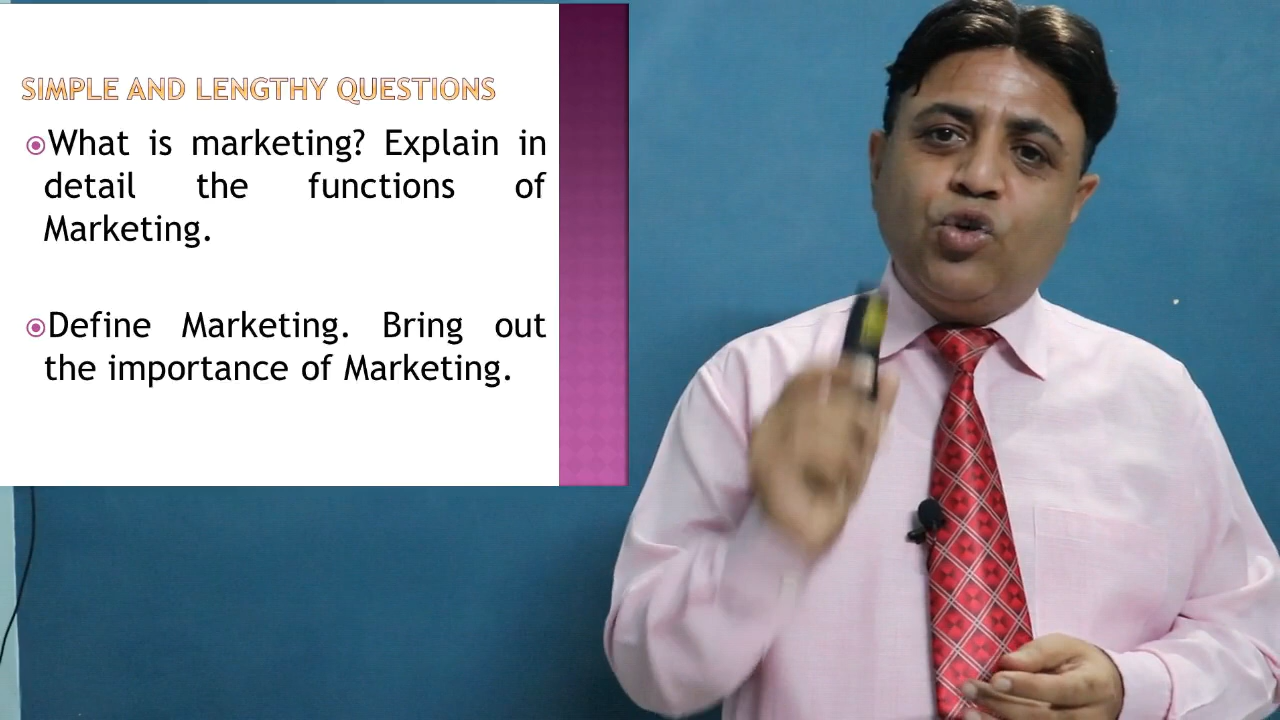 SIMPLE AND LENGTHY QUESTIONS
What is marketing? Explain in
detail the functions of
Marketing.
Define Marketing. Bring out
the importance of Marketing.